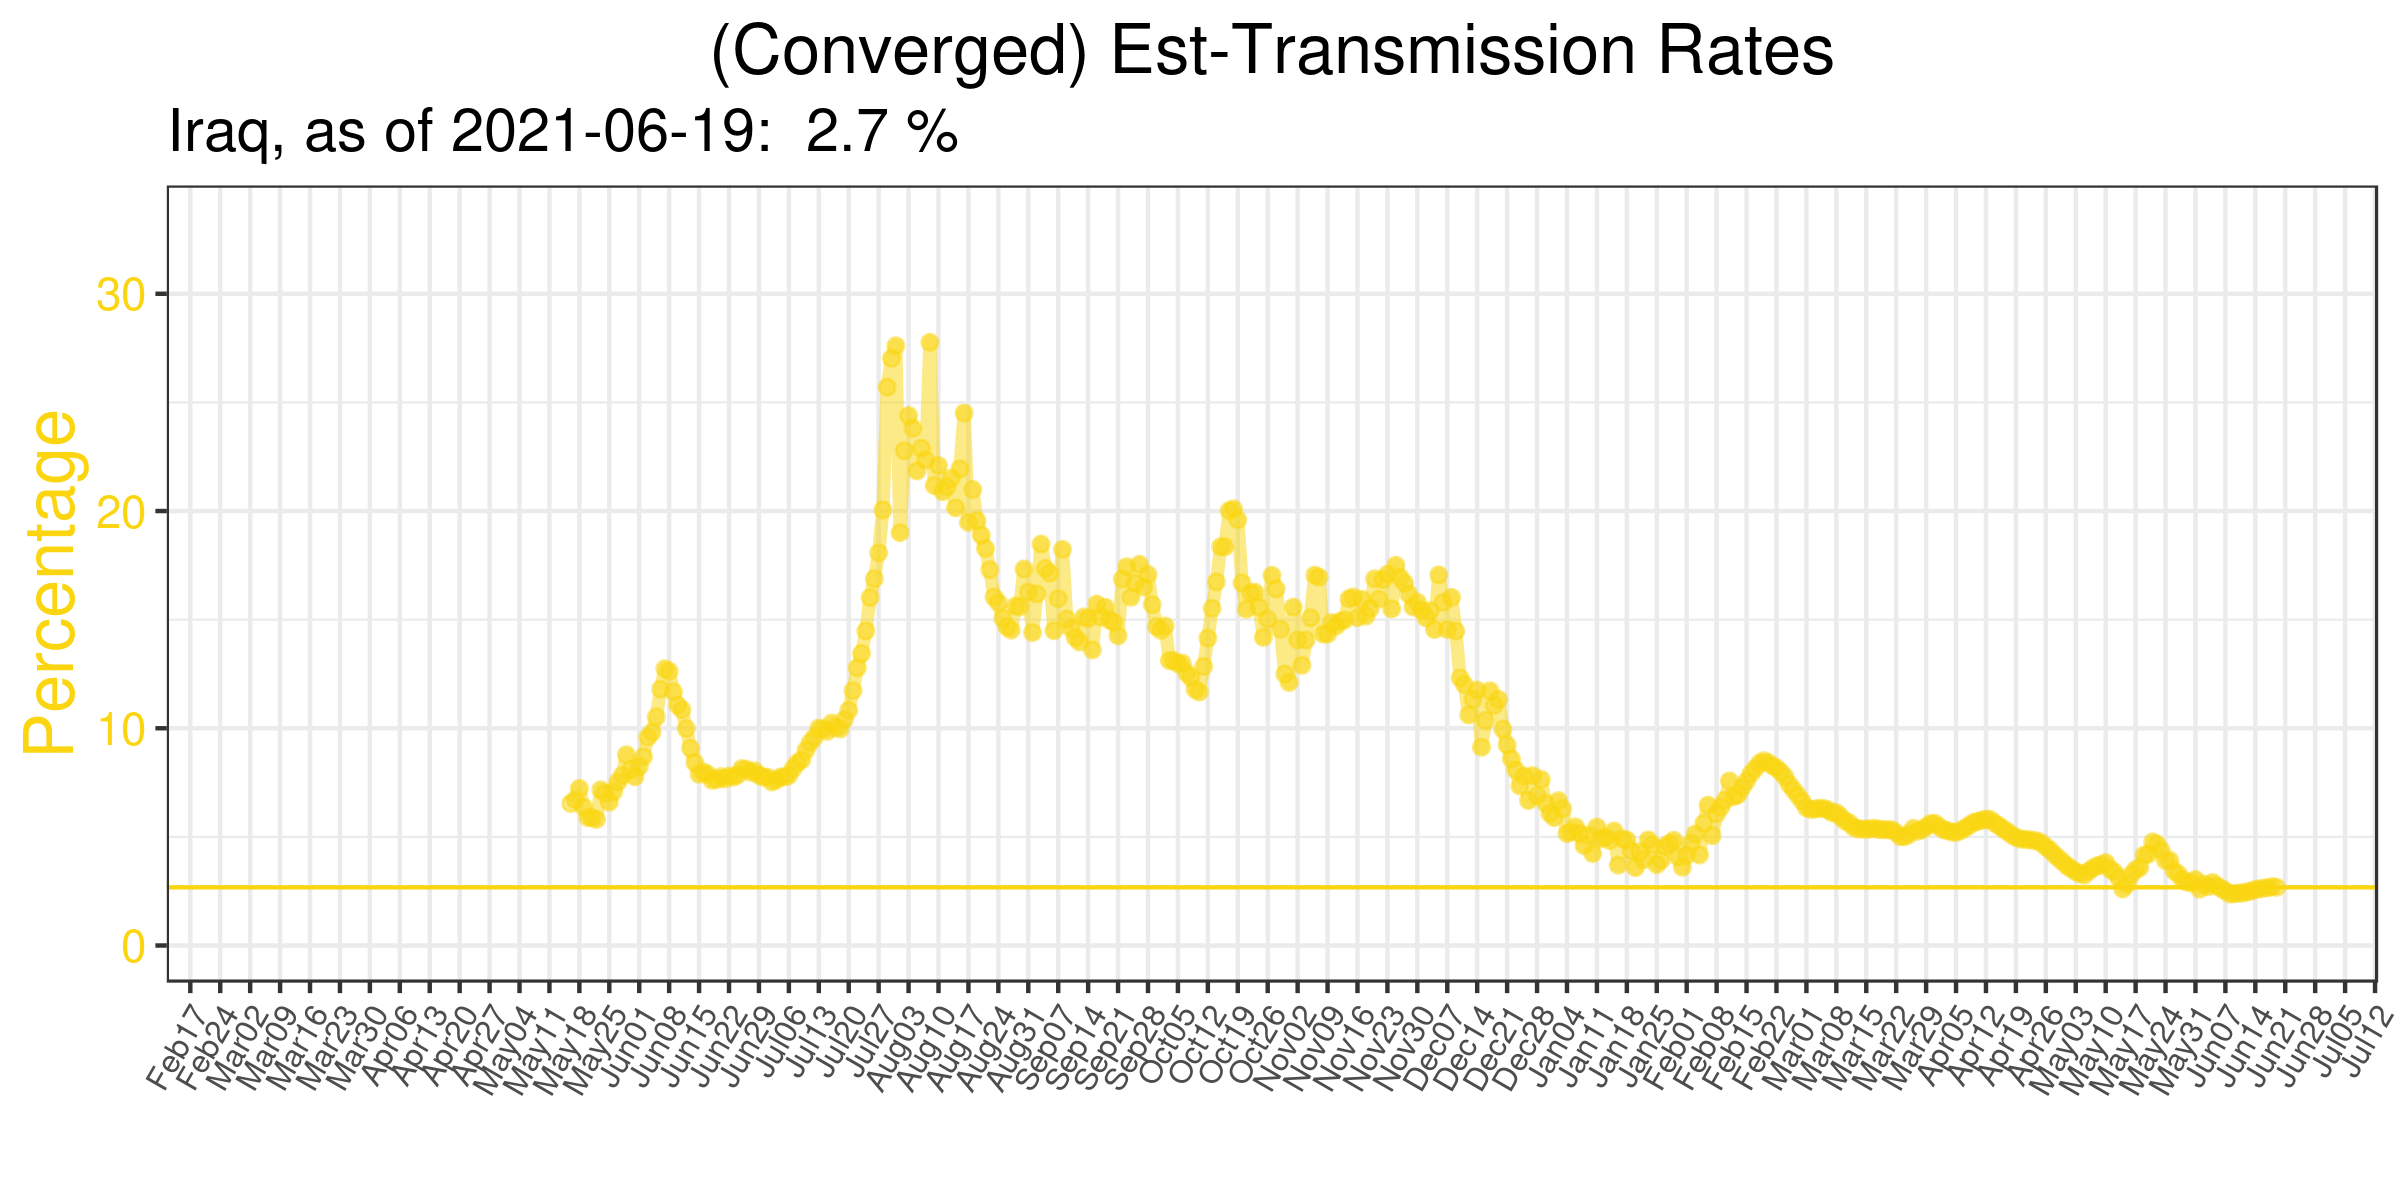 (Converged) Est-Transmission Rates
Iraq, as of 2021-06-19: 2.7 %
Percentage
30
20
10
0
Feb17
Feb24
Mar02
Mar09
Mar16
Mar23
Mar30
Apr06
Apr13
Apr20
Apr27
May04
May11
May18
May25
Jun01
Jun08
Jun15
Jun22
Jun29
Jul06
Jul13
Jul20
Jul27
Aug03
Aug10
Aug17
Aug24
Aug31
Sep07
Sep14
Sep21
Sep28
Oct05
Oct12
Oct19
Oct26
Nov02
Nov09
Nov16
Nov23
Nov30
Dec07
Dec14
Dec21
Dec28
Jan04
Jan11
Jan18
Jan25
Feb01
Feb08
Feb15
Feb22
Mar01
Mar08
Mar15
Mar22
Mar29
Apr05
Apr12
Apr19
Apr26
May03
May10
May17
May24
May31
Jun07
Jun14
Jun21
Jun28
Jul05
Jul12